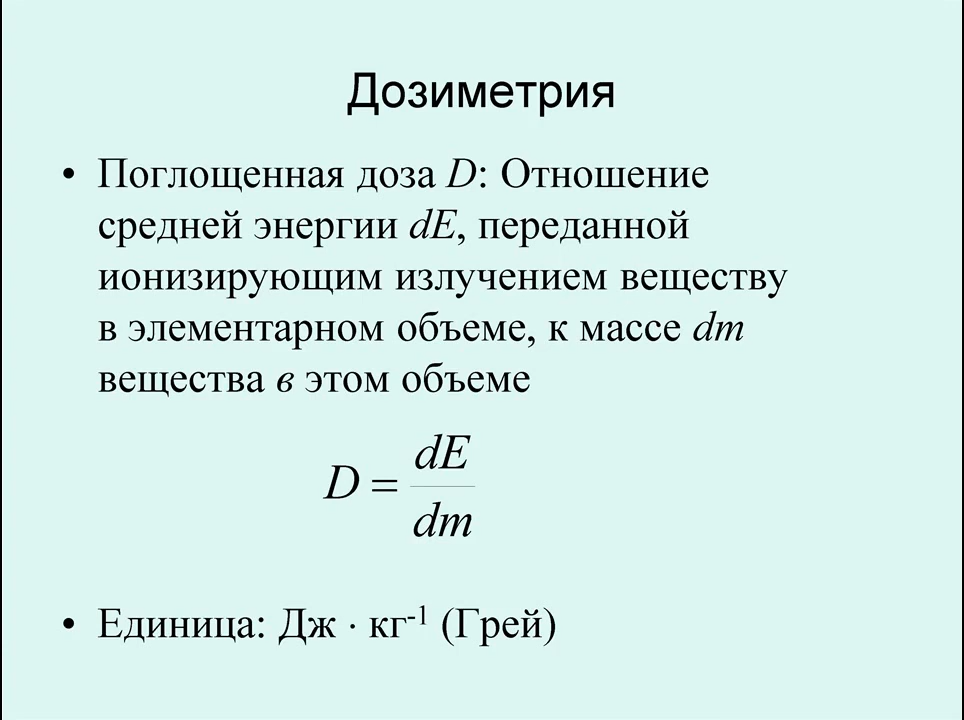 Дозиметрия
• Поглощенная доза D: Отношение
средней энергии dE, переданной
ионизирующим излучением веществу
в элементарном объеме, к массе dm
вещества в этом объеме
D = dE/dm
• Единица: Дж · кг⁻¹ (Грей)